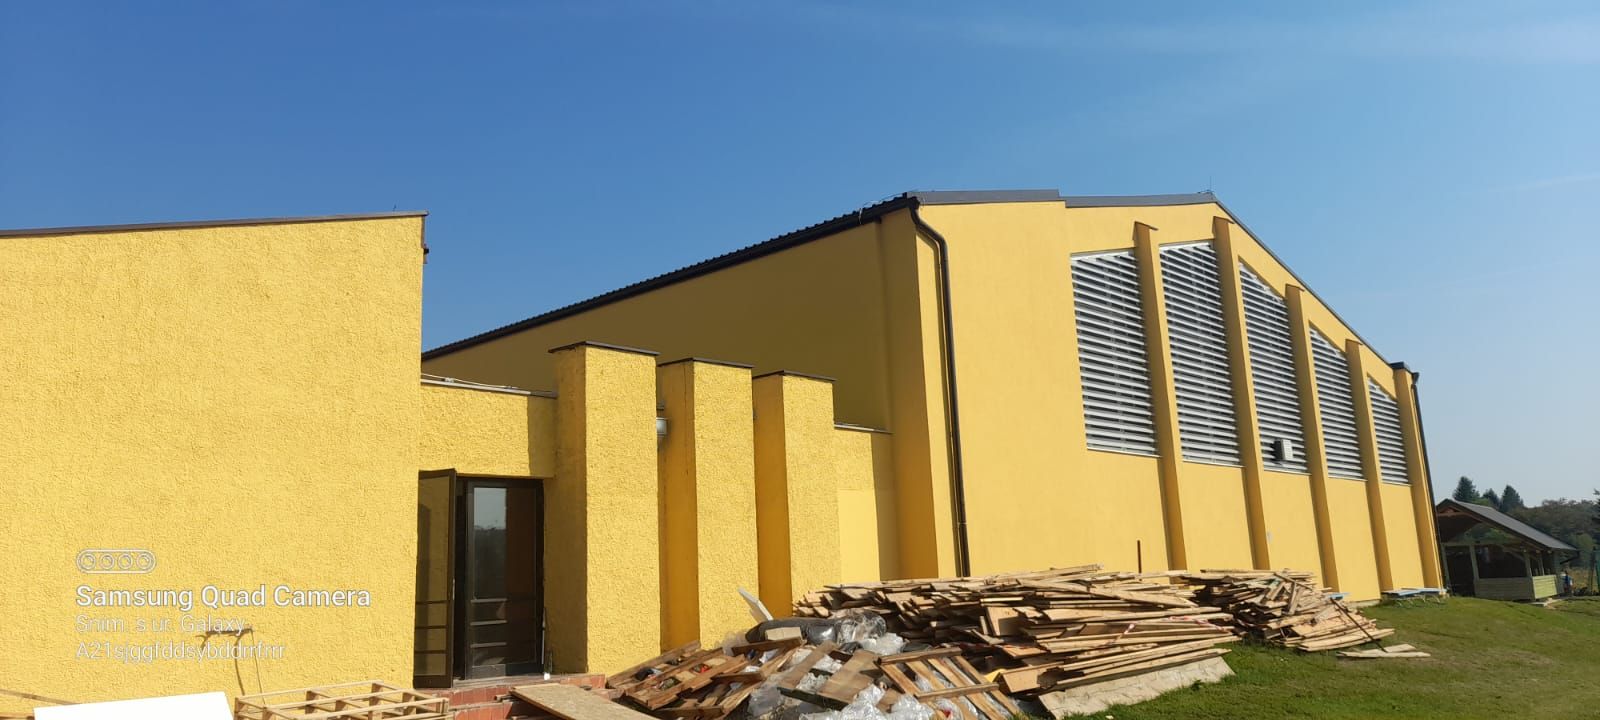 Samsung Quad Camera
Snim. s ur. Galaxy
A21sjggfddsybddrrfrrr